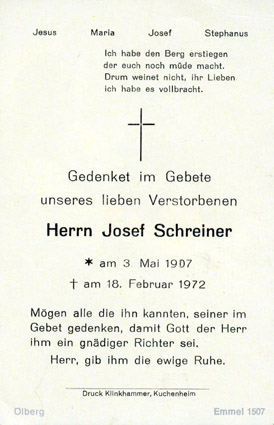 Jesus Maria Josef Stephanus
Ich habe den Berg erstiegen
der euch noch müde macht.
Drum weinet nicht, ihr Lieben
ich habe es vollbracht.
Gedenket im Gebete
unseres lieben Verstorbenen
Herrn Josef Schreiner
* am 3. Mai 1907
† am 18. Februar 1972
Mögen alle die ihn kannten, seiner im
Gebet gedenken, damit Gott der Herr
ihm ein gnädiger Richter sei.
Herr, gib ihm die ewige Ruhe.
Druck Klinkhammer, Kuchenheim
Ölberg Emmel 1507